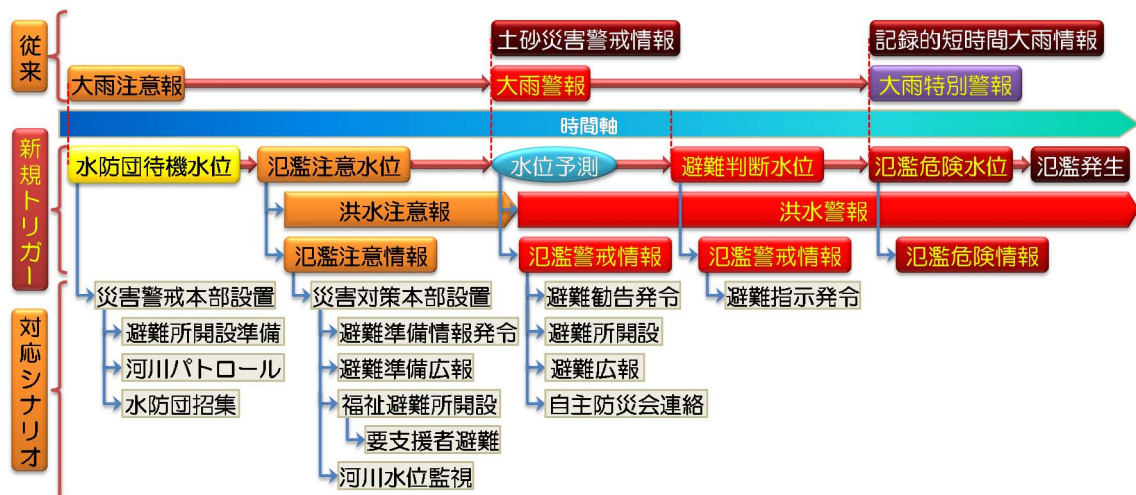 従来
土砂災害警戒情報
記録的短時間大雨情報
大雨注意報
大雨警報
大雨特別警報
時間軸
新規トリガー
水防団待機水位
氾濫注意水位
水位予測
避難判断水位
氾濫危険水位
氾濫発生
洪水注意報
洪水警報
氾濫注意情報
氾濫警戒情報
氾濫警戒情報
氾濫危険情報
対応シナリオ
災害警戒本部設置
避難所開設準備
河川パトロール
水防団招集
災害対策本部設置
避難準備情報発令
避難準備広報
福祉避難所開設
要支援者避難
河川水位監視
避難勧告発令
避難所開設
避難広報
自主防災会連絡
避難指示発令